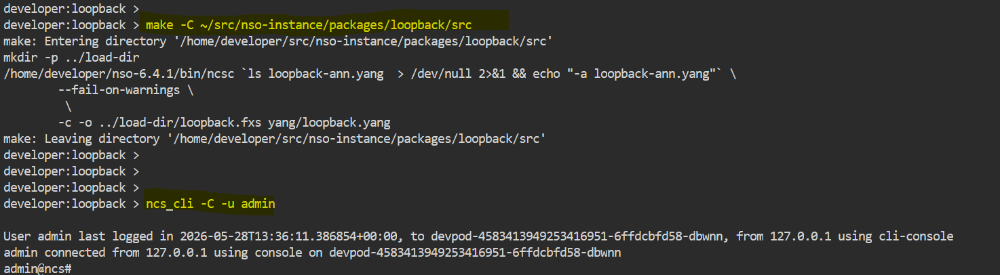 developer:loopback >
developer:loopback > make -C ~/src/nso-instance/packages/loopback/src
make: Entering directory '/home/developer/src/nso-instance/packages/loopback/src'
mkdir -p ../load-dir
/home/developer/nso-6.4.1/bin/ncsc `ls loopback-ann.yang  > /dev/null 2>&1 && echo "-a loopback-ann.yang"` \
        --fail-on-warnings \
         \
        -c -o ../load-dir/loopback.fxs yang/loopback.yang
make: Leaving directory '/home/developer/src/nso-instance/packages/loopback/src'
developer:loopback >
developer:loopback >
developer:loopback >
developer:loopback > ncs_cli -C -u admin

User admin last logged in 2026-05-28T13:36:11.386854+00:00, to devpod-4583413949253416951-6ffdcbfd58-dbwnn, from 127.0.0.1 using cli-console
admin connected from 127.0.0.1 using console on devpod-4583413949253416951-6ffdcbfd58-dbwnn
admin@ncs#